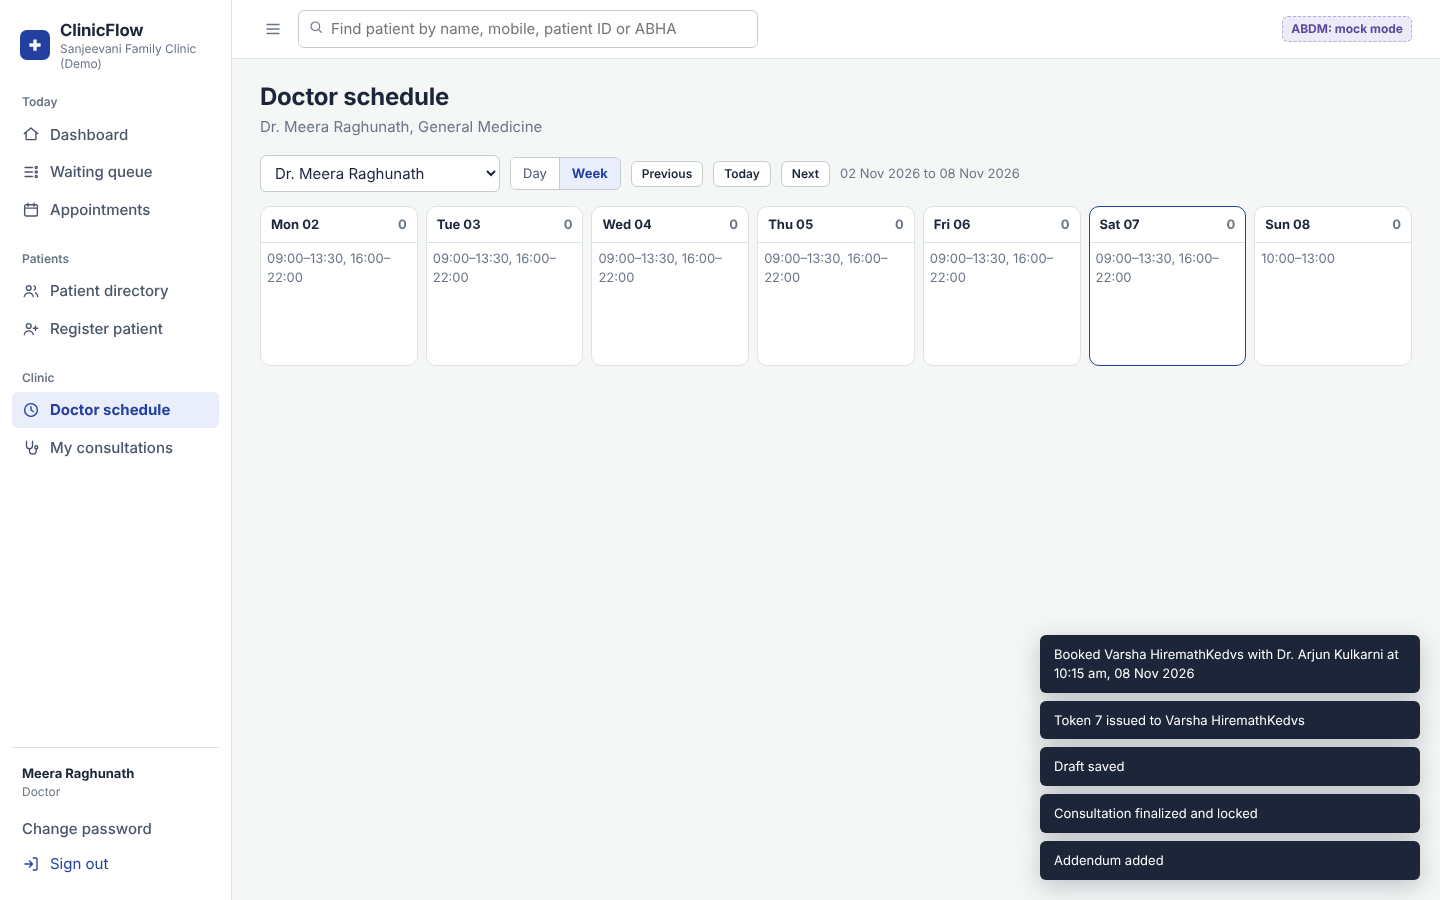 ClinicFlow
Sanjeevani Family Clinic
(Demo)
Today
Dashboard
Waiting queue
Appointments
Patients
Patient directory
Register patient
Clinic
Doctor schedule
My consultations
Meera Raghunath
Doctor
Change password
Sign out
Find patient by name, mobile, patient ID or ABHA
ABDM: mock mode
Doctor schedule
Dr. Meera Raghunath, General Medicine
Dr. Meera Raghunath
Day Week Previous Today Next 02 Nov 2026 to 08 Nov 2026
Mon 02 0
09:00–13:30, 16:00–
22:00
Tue 03 0
09:00–13:30, 16:00–
22:00
Wed 04 0
09:00–13:30, 16:00–
22:00
Thu 05 0
09:00–13:30, 16:00–
22:00
Fri 06 0
09:00–13:30, 16:00–
22:00
Sat 07 0
09:00–13:30, 16:00–
22:00
Sun 08 0
10:00–13:00
Booked Varsha HiremathKedvs with Dr. Arjun Kulkarni at
10:15 am, 08 Nov 2026
Token 7 issued to Varsha HiremathKedvs
Draft saved
Consultation finalized and locked
Addendum added